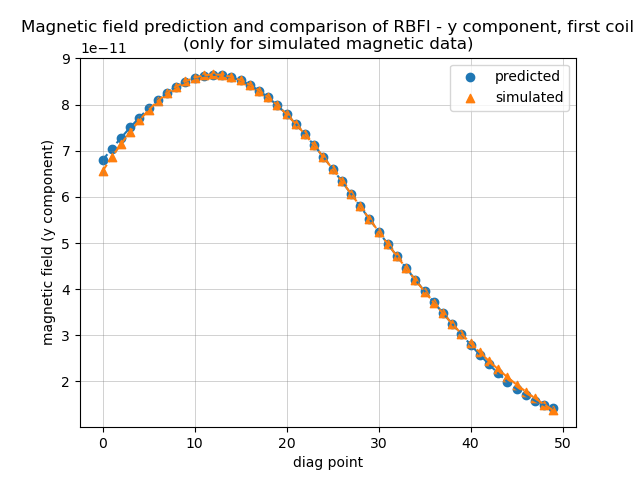 Magnetic field prediction and comparison of RBFI - y component, first coil
(only for simulated magnetic data)
1e−11
predicted
simulated
magnetic field (y component)
9
8
7
6
5
4
3
2
0 10 20 30 40 50
diag point